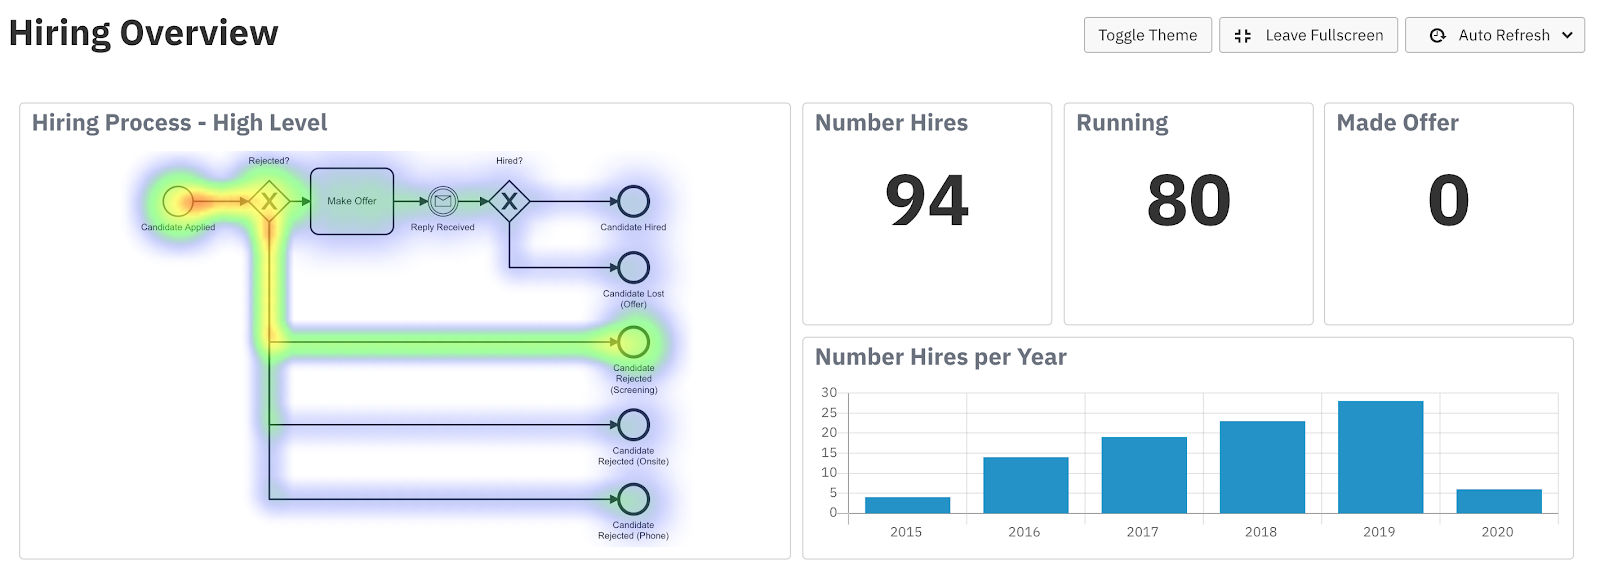 Hiring Overview
Toggle Theme
Leave Fullscreen
Auto Refresh
Hiring Process - High Level
Rejected?
Hired?
Make Offer
Candidate Applied
Reply Received
Candidate Hired
Candidate Lost
(Offer)
Candidate
Rejected
(Screening)
Candidate
Rejected (Onsite)
Candidate
Rejected (Phone)
Number Hires
94
Running
80
Made Offer
0
Number Hires per Year
30
25
20
15
10
5
0
2015 2016 2017 2018 2019 2020